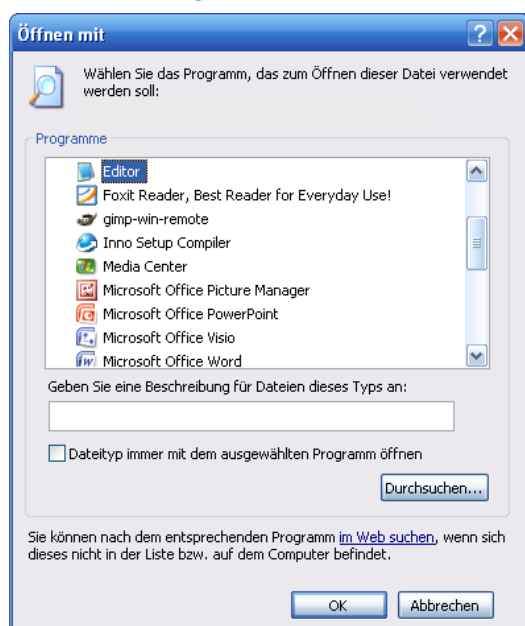 Öffnen mit
Wählen Sie das Programm, das zum Öffnen dieser Datei verwendet
werden soll:
Programme
Editor
Foxit Reader, Best Reader for Everyday Use!
gimp-win-remote
Inno Setup Compiler
Media Center
Microsoft Office Picture Manager
Microsoft Office PowerPoint
Microsoft Office Visio
Microsoft Office Word
Geben Sie eine Beschreibung für Dateien dieses Typs an:
Dateityp immer mit dem ausgewählten Programm öffnen
Durchsuchen...
Sie können nach dem entsprechenden Programm im Web suchen, wenn sich
dieses nicht in der Liste bzw. auf dem Computer befindet.
OK
Abbrechen